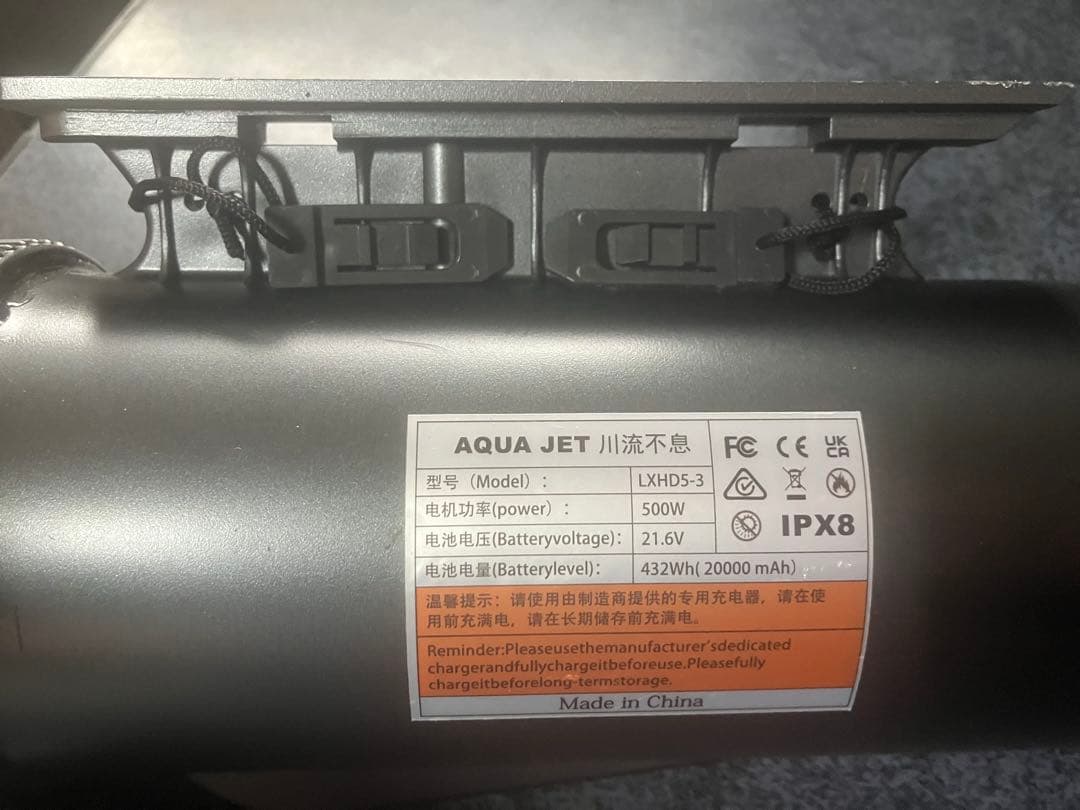 AQUA JET 川流不息
FC CE UK CA
型号（Model）： LXHD5-3
电机功率(power）： 500W
电池电压(Batteryvoltage)： 21.6V
IPX8
电池电量(Batterylevel)： 432Wh( 20000 mAh)
温馨提示：请使用由制造商提供的专用充电器，请在使
用前充满电，请在长期储存前充满电。
Reminder:Pleaseusethemanufacturer'sdedicated
chargerandfullychargeitbeforeuse.Pleasefully
chargeitbeforelong-termstorage.
Made in China